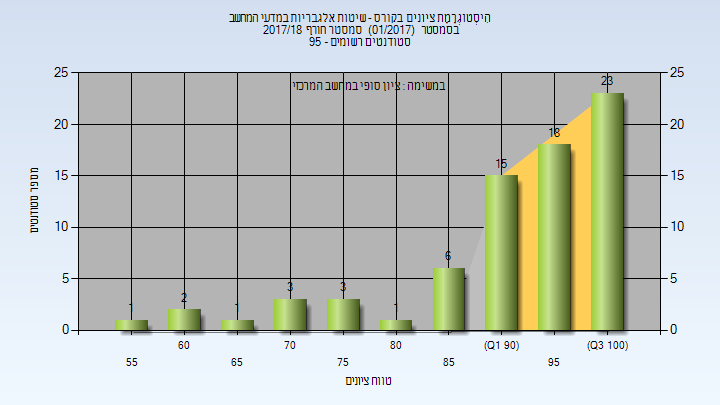 הִיסְטוֹגְרָמַת ציונים בקורס - שיטות אלגבריות במדעי המחשב
בסמסטר (01/2017) סמסטר חורף 2017/18
סטודנטים רשומים - 95
במשימה : ציון סופי במחשב המרכזי
מספר סטודנטים
25 25
20 20
15 15
10 10
5 5
0 0
1 2 1 3 3 1 6 15 18 23
55 60 65 70 75 80 85 (Q1 90) 95 (Q3 100)
טווח ציונים